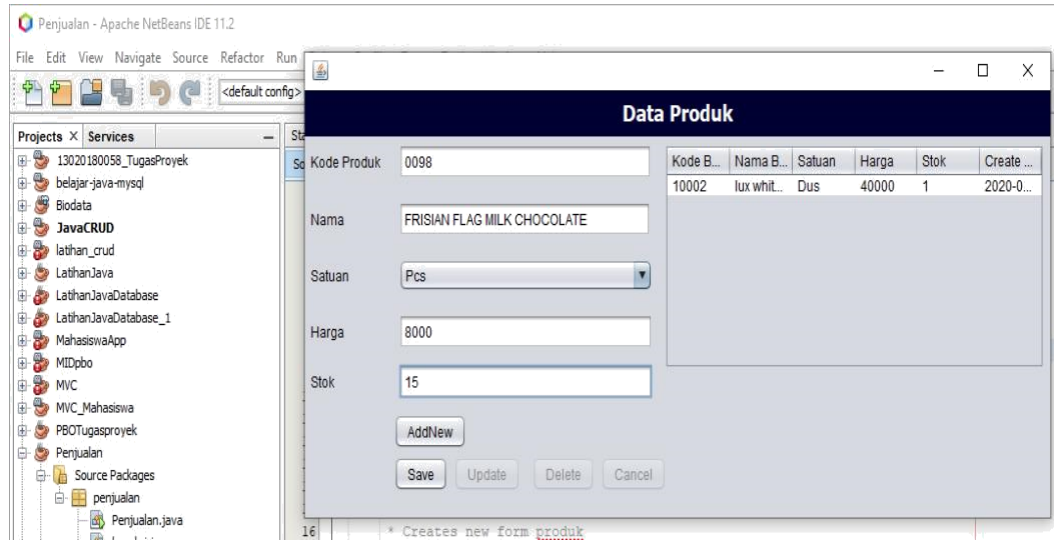 Penjualan - Apache NetBeans IDE 11.2
File Edit View Navigate Source Refactor Run
<default config>
Projects × Services
13020180058_TugasProyek
belajar-java-mysql
Biodata
JavaCRUD
latihan_crud
LatihanJava
LatihanJavaDatabase
LatihanJavaDatabase_1
MahasiswaApp
MIDpbo
MVC
MVC_Mahasiswa
PBOTugasproyek
Penjualan
Source Packages
penjualan
Penjualan.java
Data Produk
Kode Produk 0098
Nama FRISIAN FLAG MILK CHOCOLATE
Satuan Pcs
Harga 8000
Stok 15
AddNew
Save Update Delete Cancel
Kode B... Nama B... Satuan Harga Stok Create ...
10002 lux whit... Dus 40000 1 2020-0...
16 * Creates new form produk